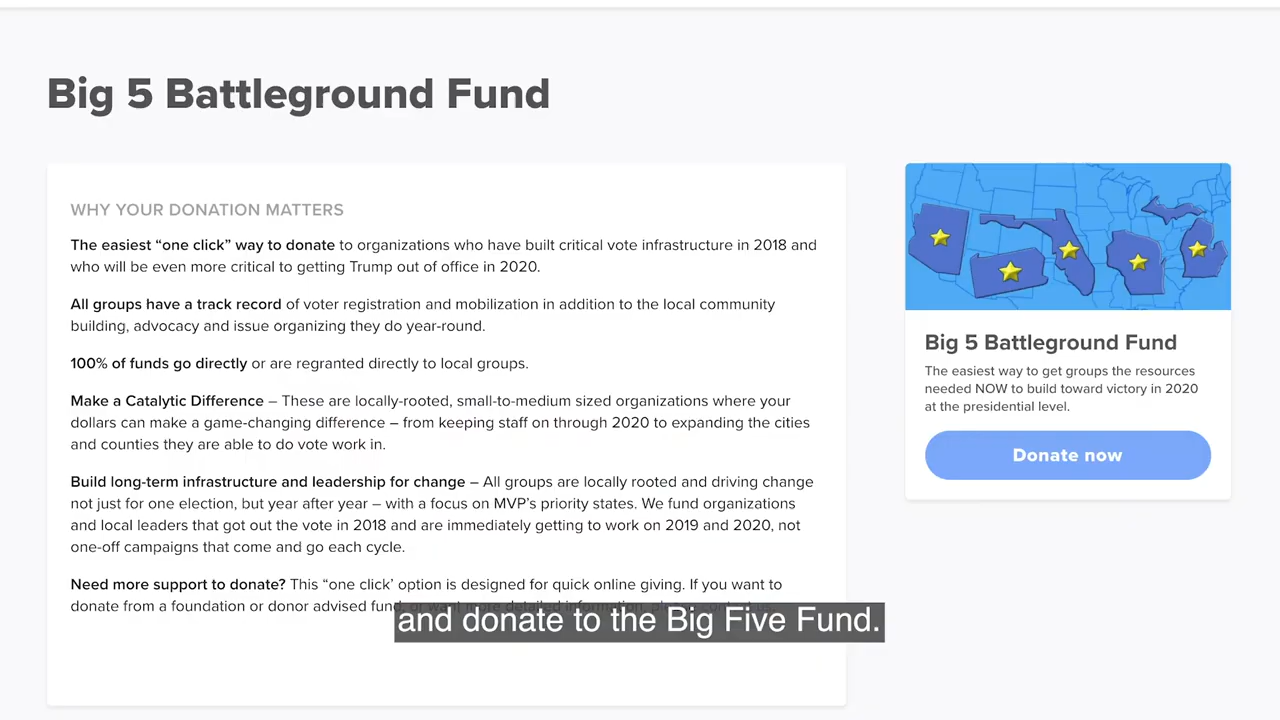 Big 5 Battleground Fund
WHY YOUR DONATION MATTERS
The easiest “one click” way to donate to organizations who have built critical vote infrastructure in 2018 and
who will be even more critical to getting Trump out of office in 2020.
All groups have a track record of voter registration and mobilization in addition to the local community
building, advocacy and issue organizing they do year-round.
100% of funds go directly or are regranted directly to local groups.
Make a Catalytic Difference – These are locally-rooted, small-to-medium sized organizations where your
dollars can make a game-changing difference – from keeping staff on through 2020 to expanding the cities
and counties they are able to do vote work in.
Build long-term infrastructure and leadership for change – All groups are locally rooted and driving change
not just for one election, but year after year – with a focus on MVP’s priority states. We fund organizations
and local leaders that got out the vote in 2018 and are immediately getting to work on 2019 and 2020, not
one-off campaigns that come and go each cycle.
Need more support to donate? This “one click’ option is designed for quick online giving. If you want to
donate from a foundation or donor advised fund, or want more detailed information,
Big 5 Battleground Fund
The easiest way to get groups the resources
needed NOW to build toward victory in 2020
at the presidential level.
Donate now
and donate to the Big Five Fund.